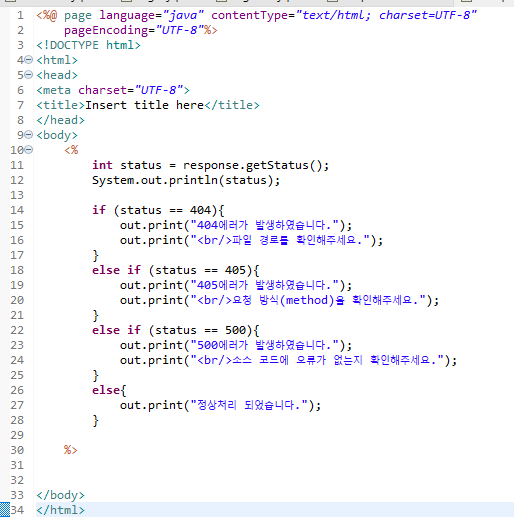 1 <%@ page language="java" contentType="text/html; charset=UTF-8"
2     pageEncoding="UTF-8"%>
3 <!DOCTYPE html>
4 <html>
5 <head>
6 <meta charset="UTF-8">
7 <title>Insert title here</title>
8 </head>
9 <body>
10     <%
11         int status = response.getStatus();
12         System.out.println(status);
13
14         if (status == 404){
15             out.print("404에러가 발생하였습니다.");
16             out.print("<br/>파일 경로를 확인해주세요.");
17         }
18         else if (status == 405){
19             out.print("405에러가 발생하였습니다.");
20             out.print("<br/>요청 방식(method)을 확인해주세요.");
21         }
22         else if (status == 500){
23             out.print("500에러가 발생하였습니다.");
24             out.print("<br/>소스 코드에 오류가 없는지 확인해주세요.");
25         }
26         else{
27             out.print("정상처리 되었습니다.");
28         }
29
30     %>
31
32
33 </body>
34 </html>